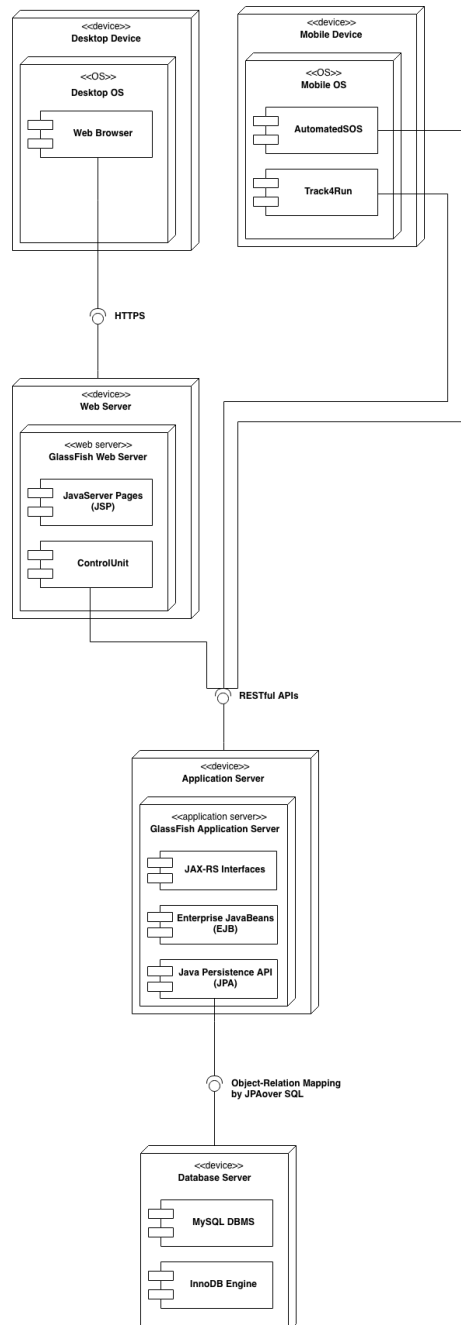 <<device>>
Desktop Device
<<OS>>
Desktop OS
Web Browser
<<device>>
Mobile Device
<<OS>>
Mobile OS
AutomatedSOS
Track4Run
HTTPS
<<device>>
Web Server
<<web server>>
GlassFish Web Server
JavaServer Pages
(JSP)
ControlUnit
RESTful APIs
<<device>>
Application Server
<<application server>>
GlassFish Application Server
JAX-RS Interfaces
Enterprise JavaBeans
(EJB)
Java Persistence API
(JPA)
Object-Relation Mapping
by JPAover SQL
<<device>>
Database Server
MySQL DBMS
InnoDB Engine